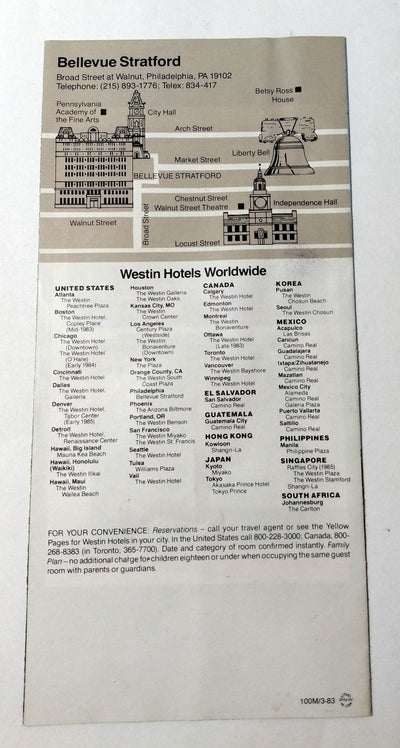 Bellevue Stratford
Broad Street at Walnut, Philadelphia, PA 19102
Telephone: (215) 893-1776; Telex: 834-417
Betsy Ross
House
Pennsylvania
Academy of
the Fine Arts
City Hall
Arch Street
Liberty Bell
Market Street
BELLEVUE STRATFORD
Chestnut Street
Walnut Street Theatre
Independence Hall
Walnut Street
Broad Street
Locust Street
Westin Hotels Worldwide
UNITED STATES
Atlanta
The Westin
Peachtree Plaza
Boston
The Westin Hotel,
Copley Place
(Mid 1983)
Chicago
The Westin Hotel
(Downtown)
The Westin Hotel
(O'Hare)
(Early 1984)
Cincinnati
The Westin Hotel
Dallas
The Westin Hotel,
Galleria
Denver
The Westin Hotel,
Tabor Center
(Early 1985)
Detroit
The Westin Hotel,
Renaissance Center
Hawaii, Big Island
Mauna Kea Beach
Hawaii, Honolulu
(Waikiki)
The Westin Ilikai
Hawaii, Maui
The Westin
Wailea Beach
Houston
The Westin Galleria
The Westin Oaks
Kansas City, MO
The Westin
Crown Center
Los Angeles
Century Plaza
(Westside)
The Westin
Bonaventure
(Downtown)
New York
The Plaza
Orange County, CA
The Westin South
Coast Plaza
Philadelphia
Bellevue Stratford
Phoenix
The Arizona Biltmore
Portland, OR
The Westin Benson
San Francisco
The Westin Miyako
The Westin St. Francis
Seattle
The Westin Hotel
Tulsa
Williams Plaza
Vail
The Westin Hotel
CANADA
Calgary
The Westin Hotel
Edmonton
The Westin Hotel
Montreal
The Westin
Bonaventure
Ottawa
The Westin Hotel
(Late 1983)
Toronto
The Westin Hotel
Vancouver
The Westin Bayshore
Winnipeg
The Westin Hotel
EL SALVADOR
San Salvador
Camino Real
GUATEMALA
Guatemala City
Camino Real
HONG KONG
Kowloon
Shangri-La
JAPAN
Kyoto
Miyako
Tokyo
Akasaka Prince Hotel
Tokyo Prince
KOREA
Pusan
The Westin
Chosun Beach
Seoul
The Westin Chosun
MEXICO
Acapulco
Las Brisas
Cancun
Camino Real
Guadalajara
Camino Real
Ixtapa/Zihuatanejo
Camino Real
Mazatlan
Camino Real
Mexico City
Alameda
Camino Real
Galeria Plaza
Puerto Vallarta
Camino Real
Saltillo
Camino Real
PHILIPPINES
Manila
Philippine Plaza
SINGAPORE
Raffles City (1985)
The Westin Plaza
The Westin Stamford
Shangri-La
SOUTH AFRICA
Johannesburg
The Carlton
FOR YOUR CONVENIENCE: Reservations – call your travel agent or see the Yellow
Pages for Westin Hotels in your city. In the United States call 800-228-3000; Canada, 800-
268-8383 (in Toronto, 365-7700). Date and category of room confirmed instantly. Family
Plan – no additional charge for children eighteen or under when occupying the same guest
room with parents or guardians.
100M/3-83